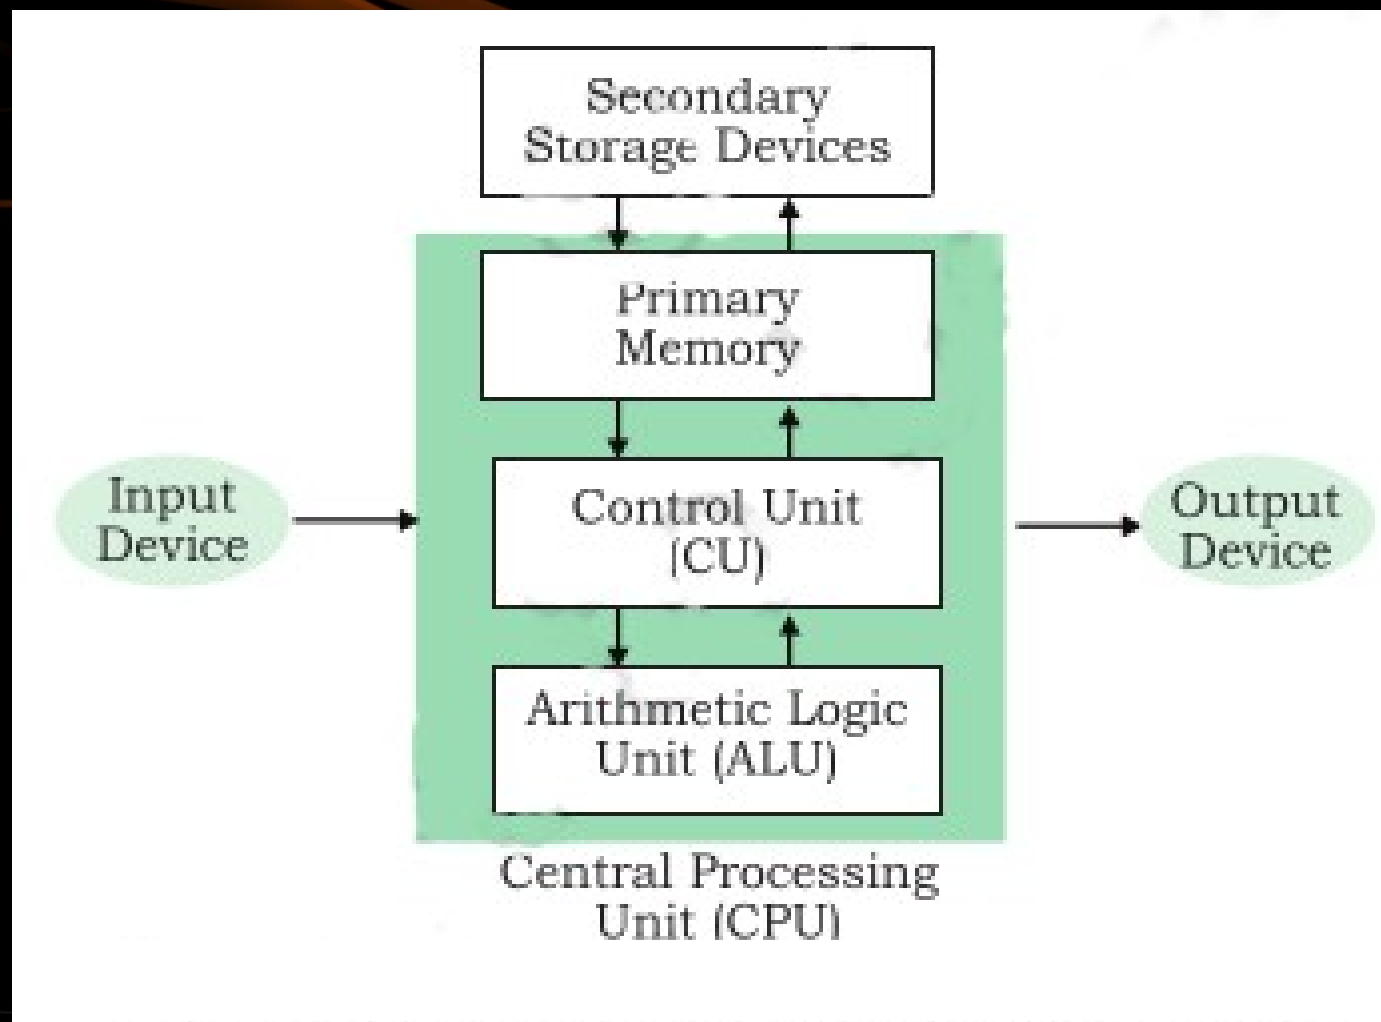 Secondary
Storage Devices
Primary
Memory
Input
Device
Control Unit
(CU)
Output
Device
Arithmetic Logic
Unit (ALU)
Central Processing
Unit (CPU)